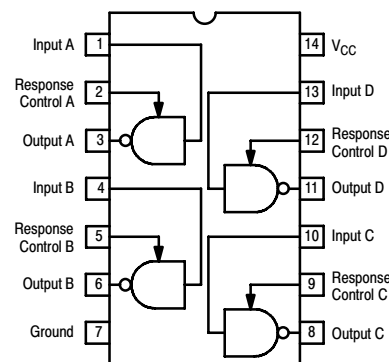 Input A 1
Response
Control A 2
Output A 3
Input B 4
Response
Control B 5
Output B 6
Ground 7
14 VCC
13 Input D
12 Response
Control D
11 Output D
10 Input C
9 Response
Control C
8 Output C